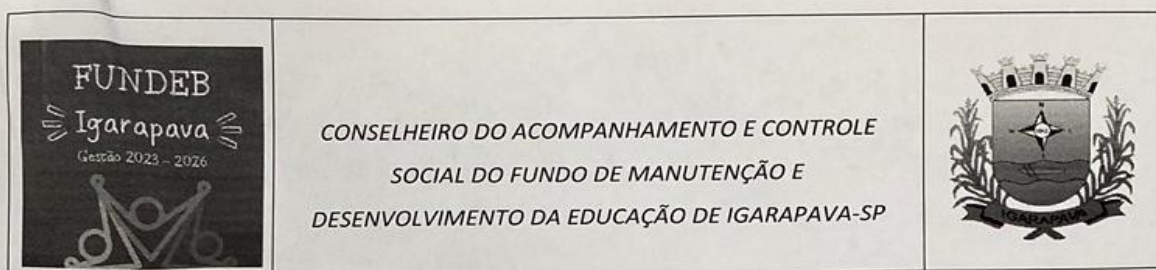 FUNDEB
Igarapava
Gestão 2023 - 2026
CONSELHEIRO DO ACOMPANHAMENTO E CONTROLE
SOCIAL DO FUNDO DE MANUTENÇÃO E
DESENVOLVIMENTO DA EDUCAÇÃO DE IGARAPAVA-SP
IGARAPAVA